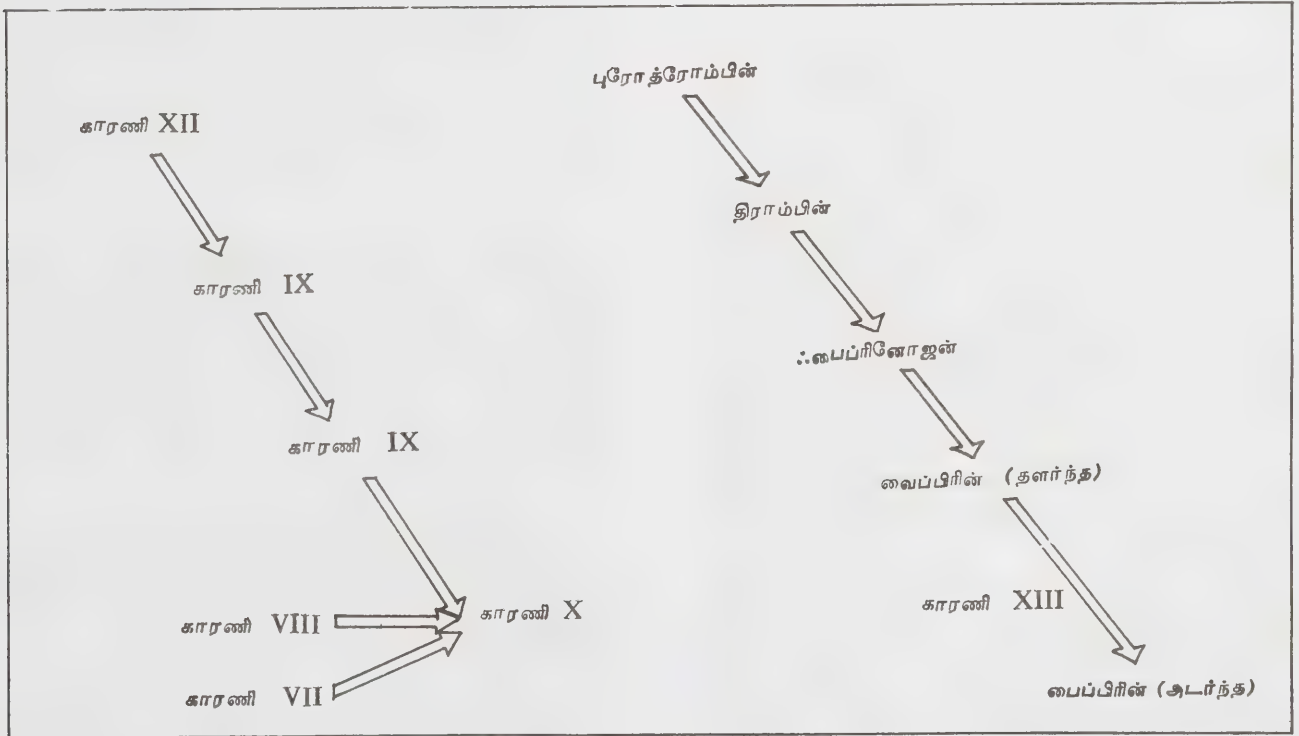 காரணி XII
காரணி IX
காரணி IX
காரணி VIII
காரணி X
காரணி VII
புரோத்ரோம்பின்
திராம்பின்
ஃபைப்ரினோஜன்
வைப்பிரின் (தளர்ந்த)
காரணி XIII
பைப்பிரின் (அடர்ந்த)